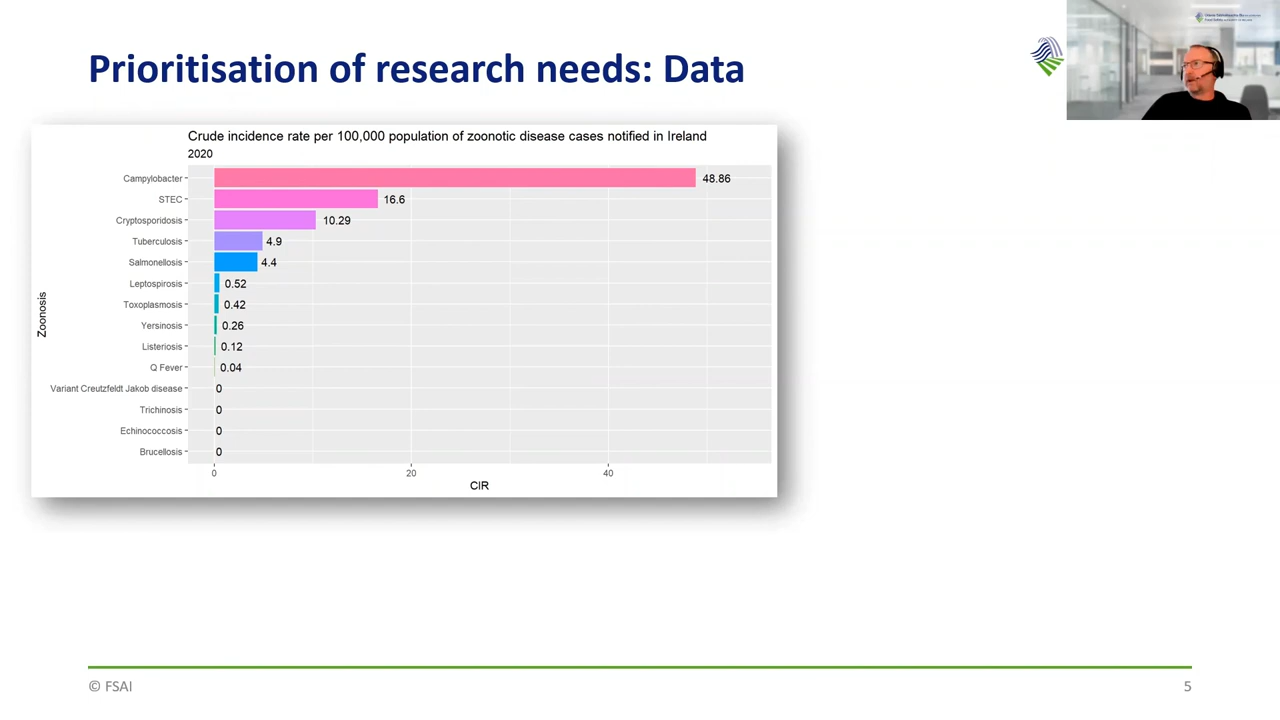 Prioritisation of research needs: Data
Crude incidence rate per 100,000 population of zoonotic disease cases notified in Ireland
2020
Zoonosis
Campylobacter 48.86
STEC 16.6
Cryptosporidosis 10.29
Tuberculosis 4.9
Salmonellosis 4.4
Leptospirosis 0.52
Toxoplasmosis 0.42
Yersinosis 0.26
Listeriosis 0.12
Q Fever 0.04
Variant Creutzfeldt Jakob disease 0
Trichinosis 0
Echinococcosis 0
Brucellosis 0
0 20 40
CIR
© FSAI
5